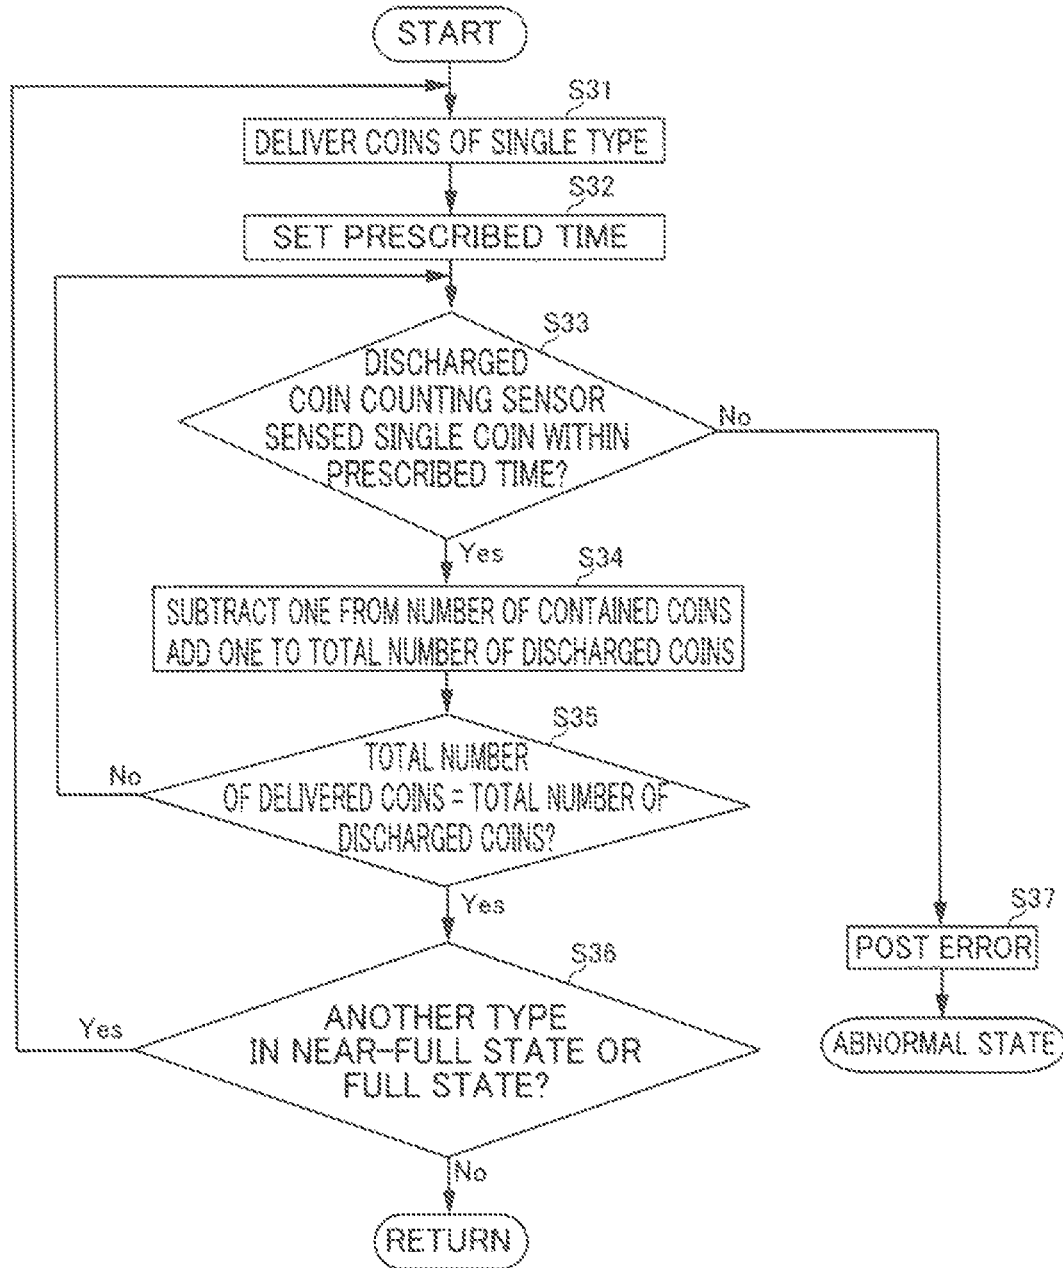 START
S31
DELIVER COINS OF SINGLE TYPE
S32
SET PRESCRIBED TIME
S33
DISCHARGED
COIN COUNTING SENSOR
SENSED SINGLE COIN WITHIN
PRESCRIBED TIME?
No
Yes
S34
SUBTRACT ONE FROM NUMBER OF CONTAINED COINS
ADD ONE TO TOTAL NUMBER OF DISCHARGED COINS
S35
TOTAL NUMBER
OF DELIVERED COINS = TOTAL NUMBER OF
DISCHARGED COINS?
No
Yes
S36
ANOTHER TYPE
IN NEAR-FULL STATE OR
FULL STATE?
Yes
No
RETURN
S37
POST ERROR
ABNORMAL STATE